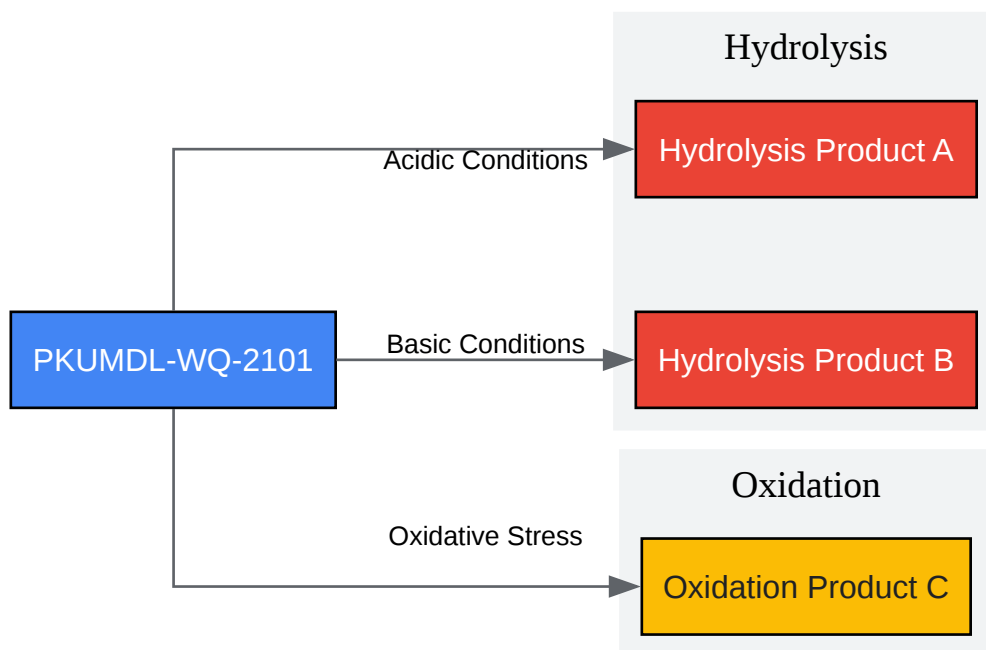 Hydrolysis
Acidic Conditions
Hydrolysis Product A
PKUMDL-WQ-2101
Basic Conditions
Hydrolysis Product B
Oxidation
Oxidative Stress
Oxidation Product C